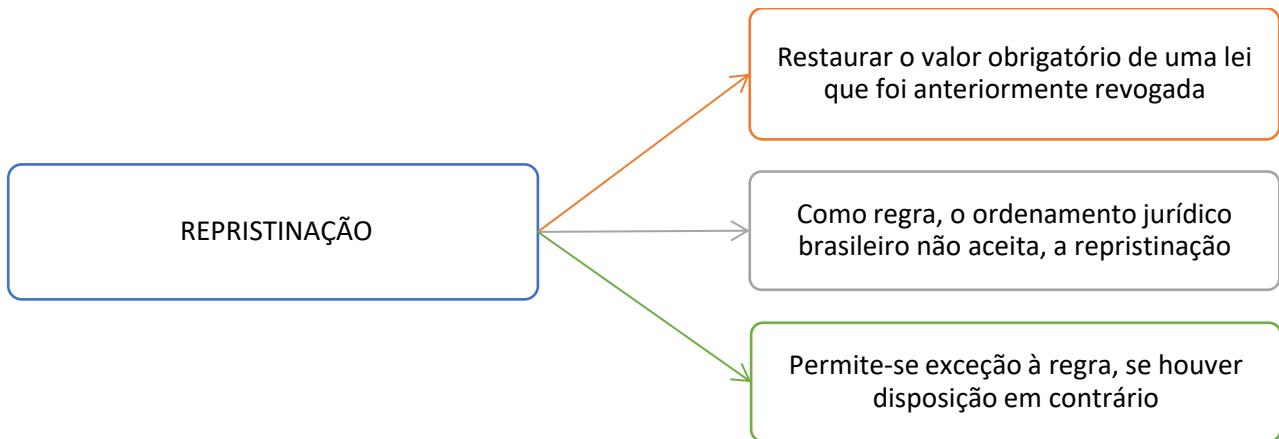 Restaurar o valor obrigatório de uma lei
que foi anteriormente revogada
REPRISTINAÇÃO
Como regra, o ordenamento jurídico
brasileiro não aceita, a repristinação
Permite-se exceção à regra, se houver
disposição em contrário